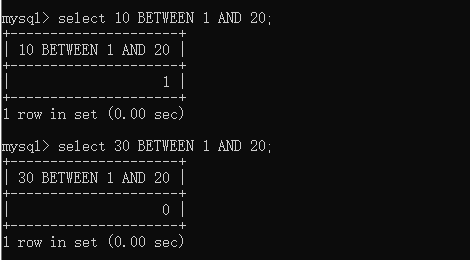 mysql> select 10 BETWEEN 1 AND 20;
+--------------------+
| 10 BETWEEN 1 AND 20 |
+--------------------+
|                   1 |
+--------------------+
1 row in set (0.00 sec)

mysql> select 30 BETWEEN 1 AND 20;
+--------------------+
| 30 BETWEEN 1 AND 20 |
+--------------------+
|                   0 |
+--------------------+
1 row in set (0.00 sec)